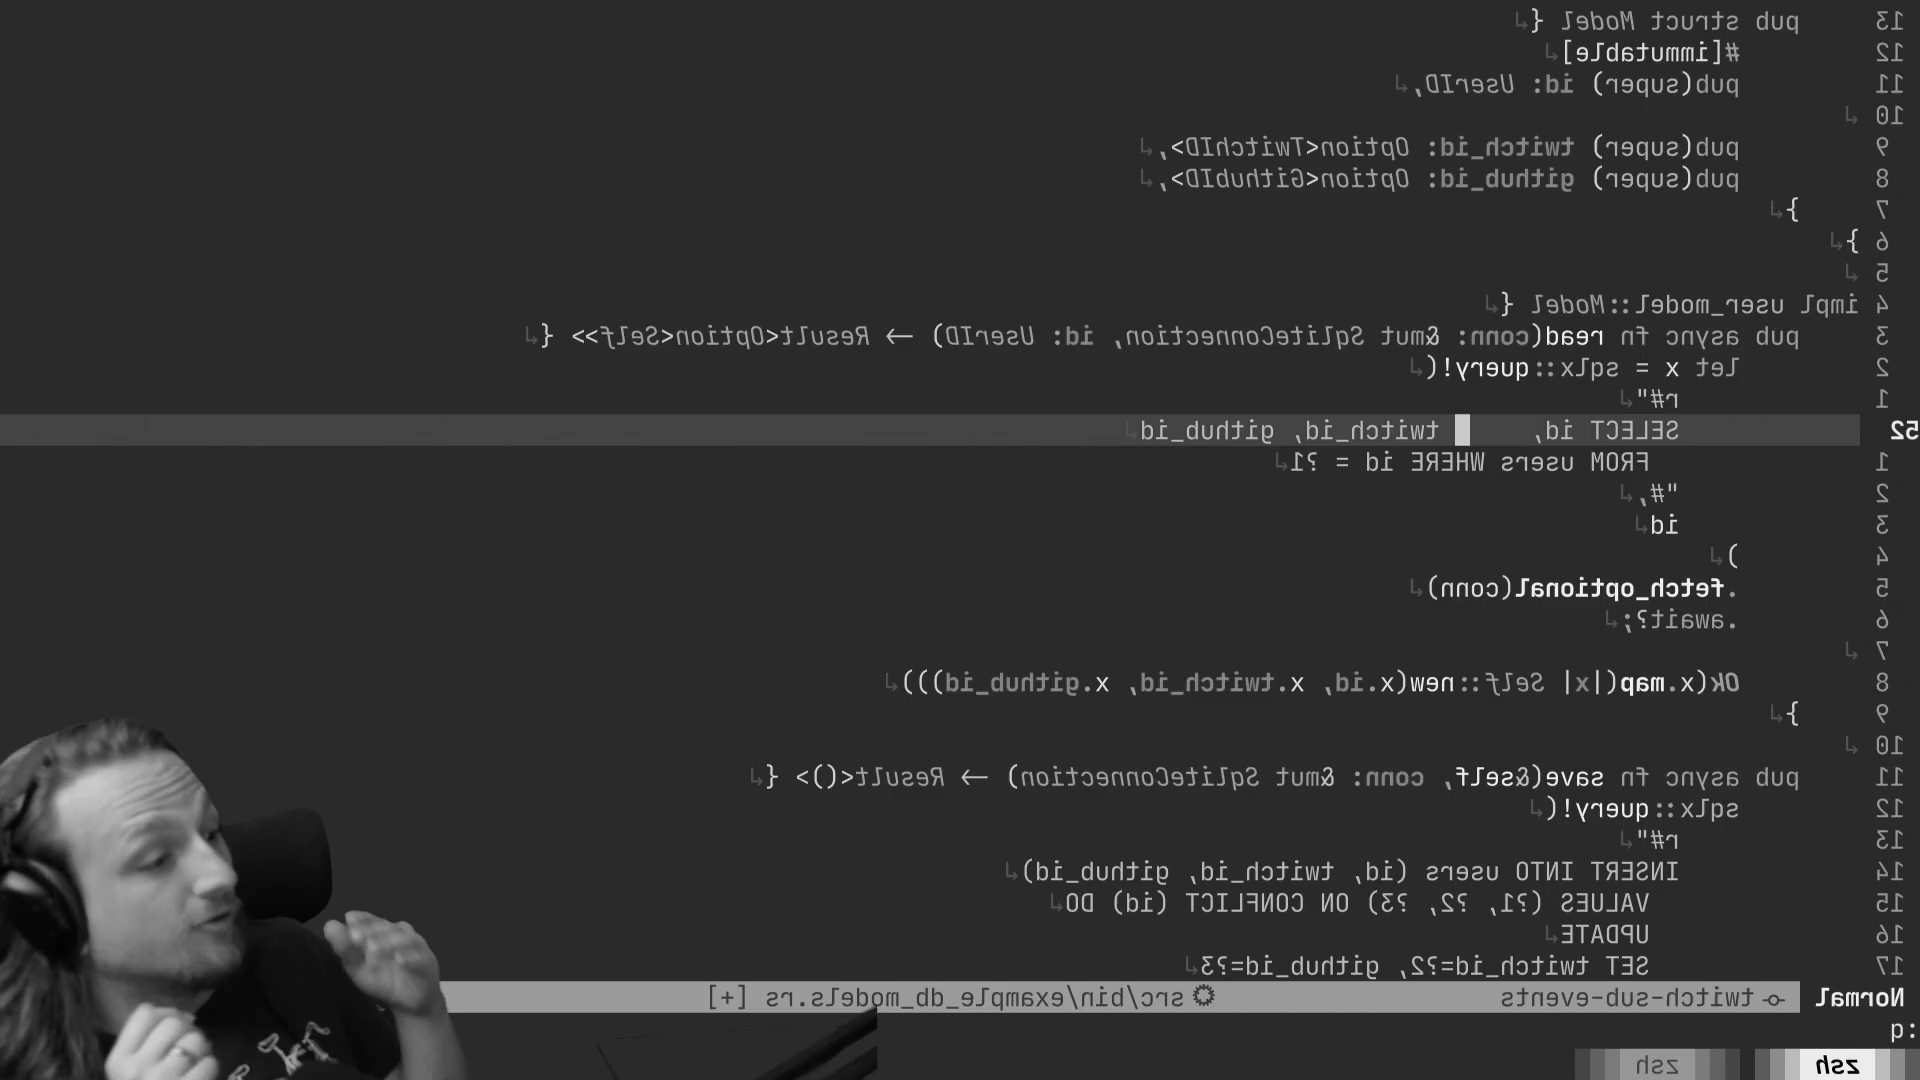 13 pub struct Model {
12 #[immutable]
11 pub(super) id: UserID,
10
9 pub(super) twitch_id: Option<TwitchID>,
8 pub(super) github_id: Option<GithubID>,
7 }
6 }
5
4 impl user_model::Model {
3 pub async fn read(conn: &mut SqliteConnection, id: UserID) -> Result<Option<Self>> {
2 let x = sqlx::query!(
1 r#"
52 SELECT id, twitch_id, github_id
1 FROM users WHERE id = ?1
2 "#,
3 id
4 )
5 .fetch_optional(conn)
6 .await?;
7
8 Ok(x.map(|x| Self::new(x.id, x.twitch_id, x.github_id)))
9 }
10
11 pub async fn save(&self, conn: &mut SqliteConnection) -> Result<()> {
12 sqlx::query!(
13 r#"
14 INSERT INTO users (id, twitch_id, github_id)
15 VALUES (?1, ?2, ?3) ON CONFLICT (id) DO
16 UPDATE
17 SET twitch_id=?2, github_id=?3
Normal twitch-sub-events src/bin/example_db_models.rs [+]
:q
zsh zsh